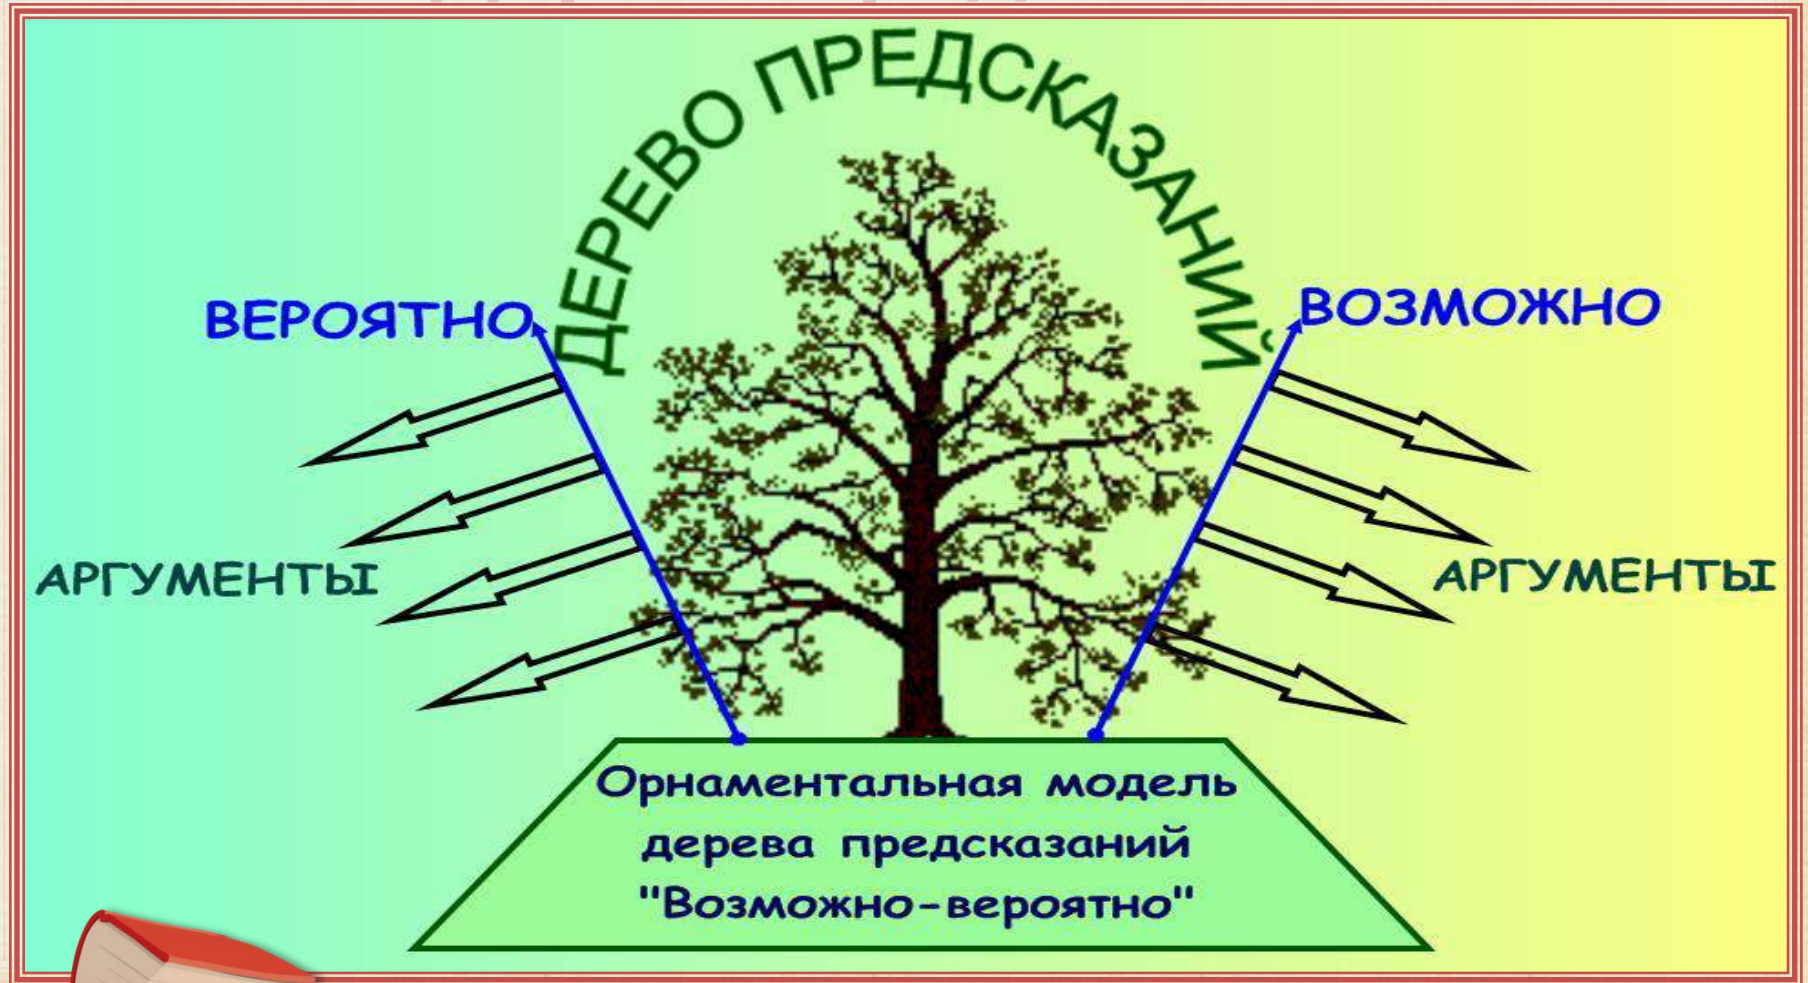 ДЕРЕВО ПРЕДСКАЗАНИЙ
ВЕРОЯТНО
ВОЗМОЖНО
АРГУМЕНТЫ
АРГУМЕНТЫ
Орнаментальная модель
дерева предсказаний
"Возможно-вероятно"